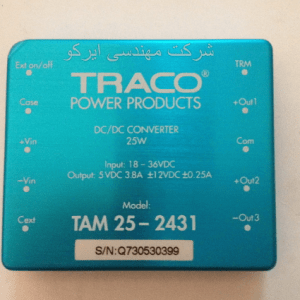 شرکت مهندسی ایرکو
Ext on/off
TRM
TRACO®
Case
POWER PRODUCTS
+Out1
DC/DC CONVERTER
25W
+Vin
Com
Input: 18 – 36VDC
Output: 5VDC 3.8A ±12VDC ±0.25A
–Vin
+Out2
Model:
Cext
TAM 25 – 2431
–Out3
S/N:Q730530399